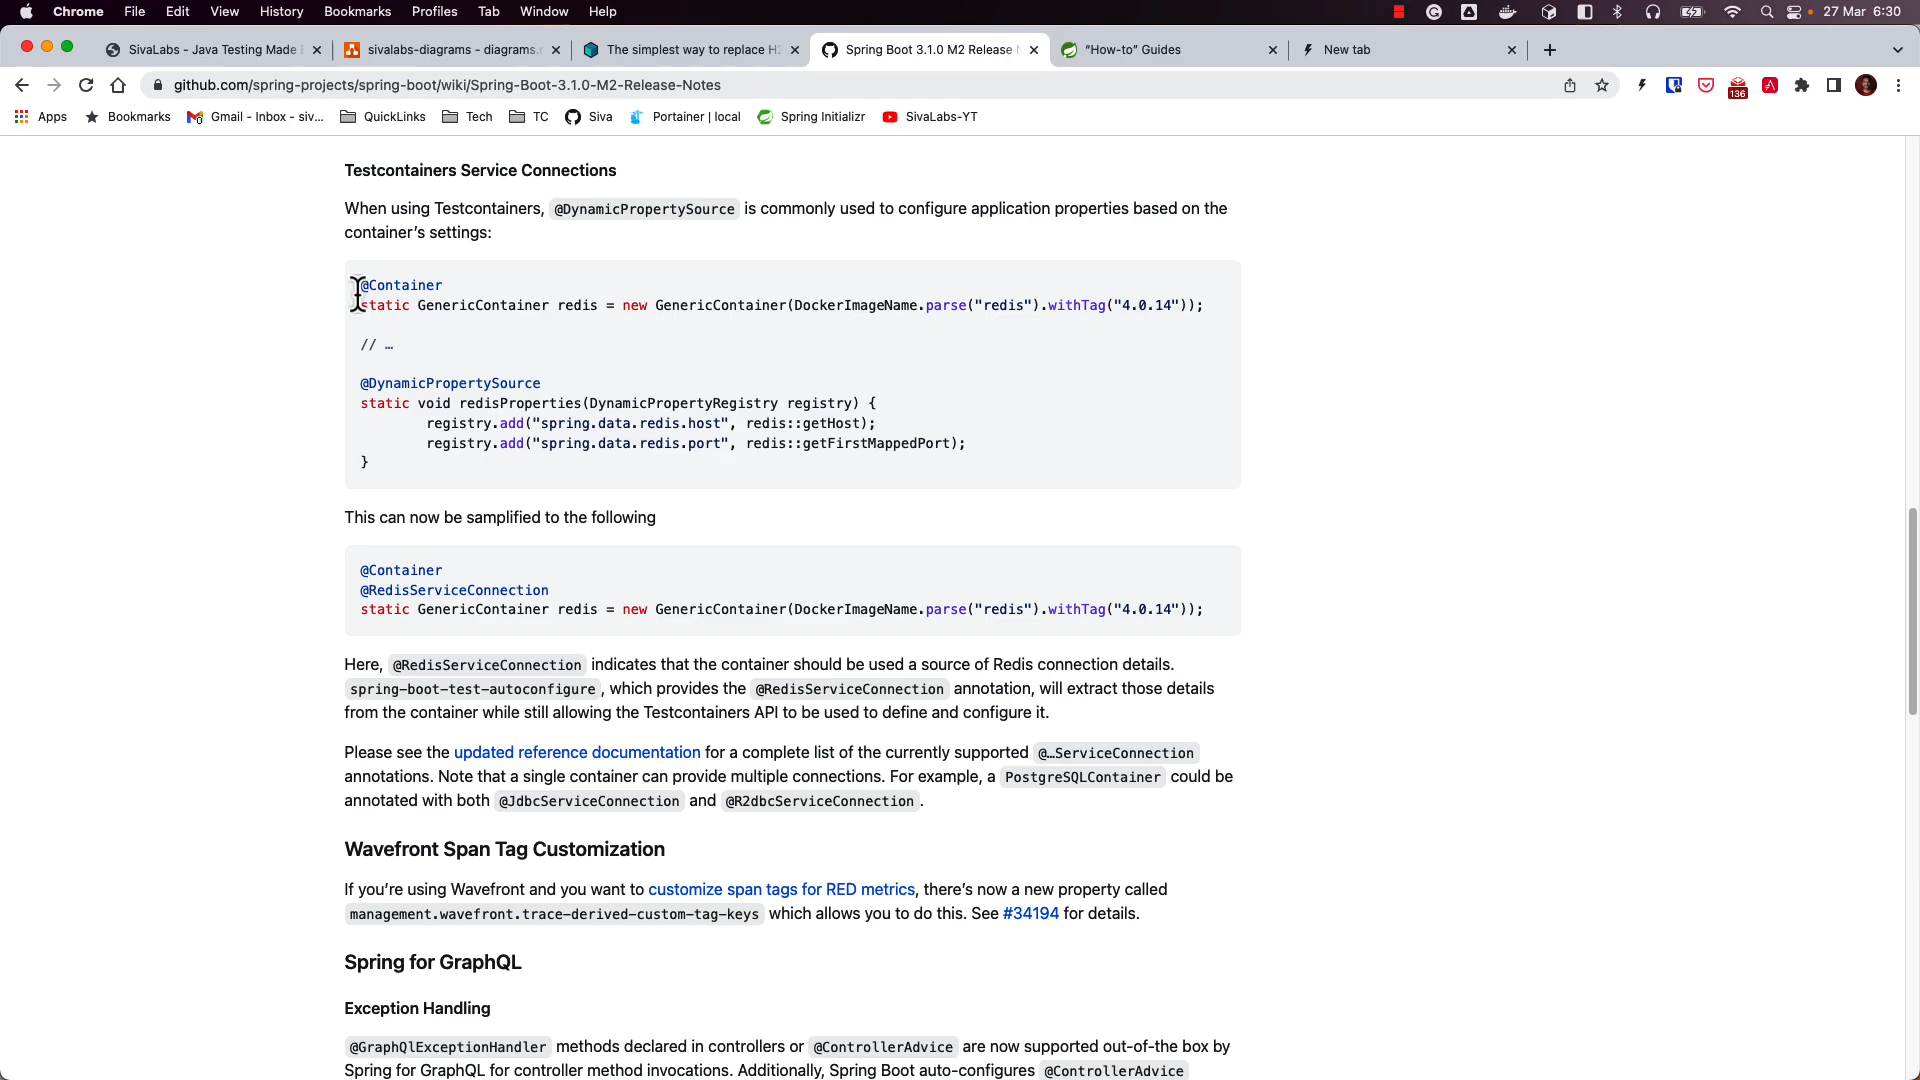 Chrome File Edit View History Bookmarks Profiles Tab Window Help 27 Mar 6:30
SivaLabs - Java Testing Made sivalabs-diagrams - diagrams. The simplest way to replace H2 Spring Boot 3.1.0 M2 Release “How-to” Guides New tab
github.com/spring-projects/spring-boot/wiki/Spring-Boot-3.1.0-M2-Release-Notes 136
Apps Bookmarks Gmail - Inbox - siv... QuickLinks Tech TC Siva Portainer | local Spring Initializr SivaLabs-YT
Testcontainers Service Connections
When using Testcontainers, @DynamicPropertySource is commonly used to configure application properties based on the
container’s settings:
@Container
static GenericContainer redis = new GenericContainer(DockerImageName.parse("redis").withTag("4.0.14"));
// …
@DynamicPropertySource
static void redisProperties(DynamicPropertyRegistry registry) {
registry.add("spring.data.redis.host", redis::getHost);
registry.add("spring.data.redis.port", redis::getFirstMappedPort);
}
This can now be samplified to the following
@Container
@RedisServiceConnection
static GenericContainer redis = new GenericContainer(DockerImageName.parse("redis").withTag("4.0.14"));
Here, @RedisServiceConnection indicates that the container should be used a source of Redis connection details.
spring-boot-test-autoconfigure , which provides the @RedisServiceConnection annotation, will extract those details
from the container while still allowing the Testcontainers API to be used to define and configure it.
Please see the updated reference documentation for a complete list of the currently supported @…ServiceConnection
annotations. Note that a single container can provide multiple connections. For example, a PostgreSQLContainer could be
annotated with both @JdbcServiceConnection and @R2dbcServiceConnection .
Wavefront Span Tag Customization
If you’re using Wavefront and you want to customize span tags for RED metrics, there’s now a new property called
management.wavefront.trace-derived-custom-tag-keys which allows you to do this. See #34194 for details.
Spring for GraphQL
Exception Handling
@GraphQlExceptionHandler methods declared in controllers or @ControllerAdvice are now supported out-of-the box by
Spring for GraphQL for controller method invocations. Additionally, Spring Boot auto-configures @ControllerAdvice